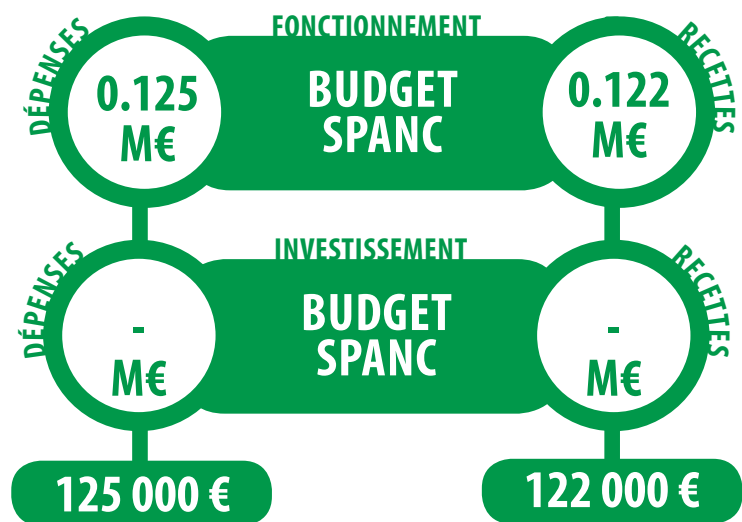 FONCTIONNEMENT
DÉPENSES
RECETTES
0.125
M€
BUDGET
SPANC
0.122
M€
INVESTISSEMENT
DÉPENSES
RECETTES
-
M€
BUDGET
SPANC
-
M€
125 000 €
122 000 €